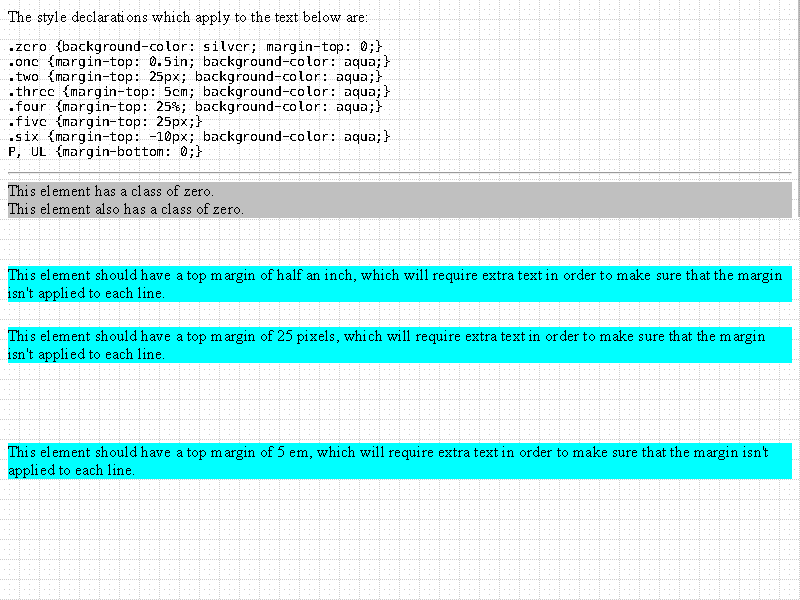 The style declarations which apply to the text below are:
.zero {background-color: silver; margin-top: 0;}
.one {margin-top: 0.5in; background-color: aqua;}
.two {margin-top: 25px; background-color: aqua;}
.three {margin-top: 5em; background-color: aqua;}
.four {margin-top: 25%; background-color: aqua;}
.five {margin-top: 25px;}
.six {margin-top: -10px; background-color: aqua;}
P, UL {margin-bottom: 0;}
This element has a class of zero.
This element also has a class of zero.
This element should have a top margin of half an inch, which will require extra text in order to make sure that the margin
isn't applied to each line.
This element should have a top margin of 25 pixels, which will require extra text in order to make sure that the margin
isn't applied to each line.
This element should have a top margin of 5 em, which will require extra text in order to make sure that the margin isn't
applied to each line.